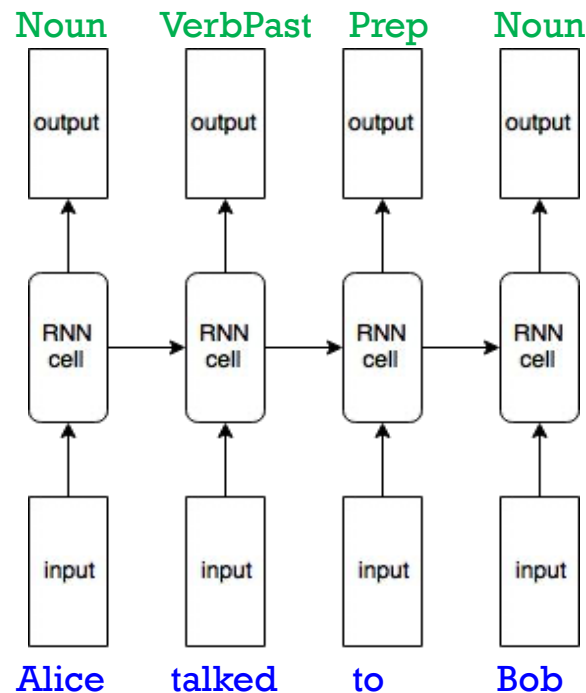 Noun VerbPast Prep Noun
output output output output
RNN RNN RNN RNN
cell cell cell cell
input input input input
Alice talked to Bob